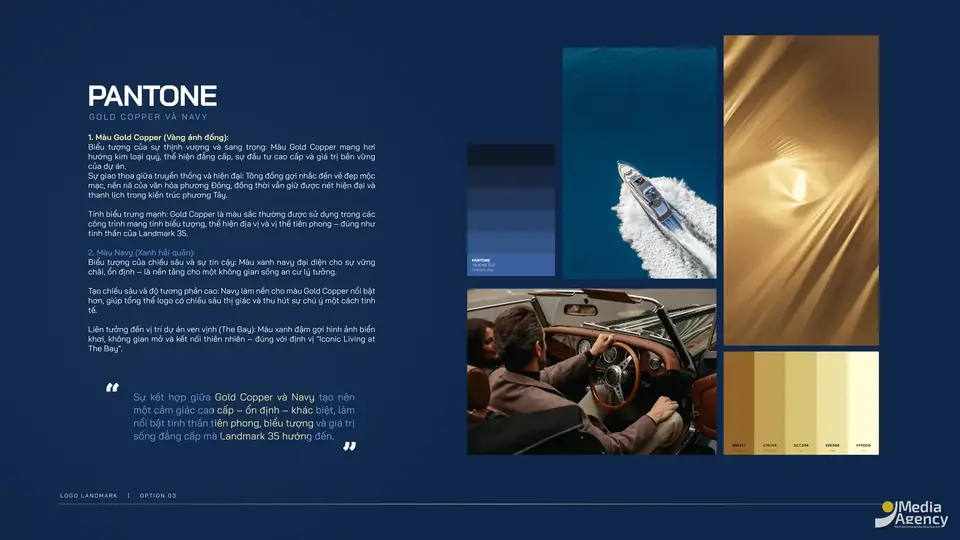 PANTONE
GOLD COPPER VÀ NAVY
1. Màu Gold Copper (Vàng ánh đồng):
Biểu tượng của sự thịnh vượng và sang trọng: Màu Gold Copper mang hơi
hướng kim loại quý, thể hiện đẳng cấp, sự đầu tư cao cấp và giá trị bền vững
của dự án.
Sự giao thoa giữa truyền thống và hiện đại: Tông đồng gợi nhắc đến vẻ đẹp mộc
mạc, nền nã của văn hóa phương Đông, đồng thời vẫn giữ được nét hiện đại và
thanh lịch trong kiến trúc phương Tây.
Tính biểu trưng mạnh: Gold Copper là màu sắc thường được sử dụng trong các
công trình mang tính biểu tượng, thể hiện địa vị và vị thế tiên phong – đúng như
tinh thần của Landmark 35.
2. Màu Navy (Xanh hải quân):
Biểu tượng của chiều sâu và sự tin cậy: Màu xanh navy đại diện cho sự vững
chãi, ổn định – là nền tảng cho một không gian sống an cư lý tưởng.
Tạo chiều sâu và độ tương phản cao: Navy làm nền cho màu Gold Copper nổi bật
hơn, giúp tổng thể logo có chiều sâu thị giác và thu hút sự chú ý một cách tinh
tế.
Liên tưởng đến vị trí dự án ven vịnh (The Bay): Màu xanh đậm gợi hình ảnh biển
khơi, không gian mở và kết nối thiên nhiên – đúng với định vị "Iconic Living at
The Bay".
“
Sự kết hợp giữa Gold Copper và Navy tạo nên
một cảm giác cao cấp – ổn định – khác biệt, làm
nổi bật tinh thần tiên phong, biểu tượng và giá trị
sống đẳng cấp mà Landmark 35 hướng đến.
”
PANTONE
LOGO LANDMARK | OPTION 03
Media
Agency